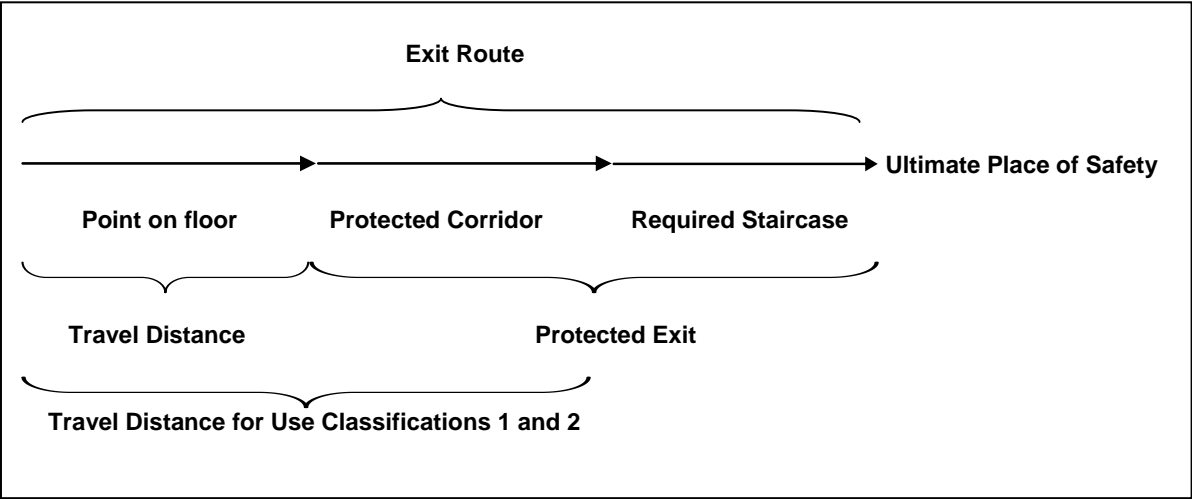 Exit Route
Ultimate Place of Safety
Point on floor
Protected Corridor
Required Staircase
Travel Distance
Protected Exit
Travel Distance for Use Classifications 1 and 2